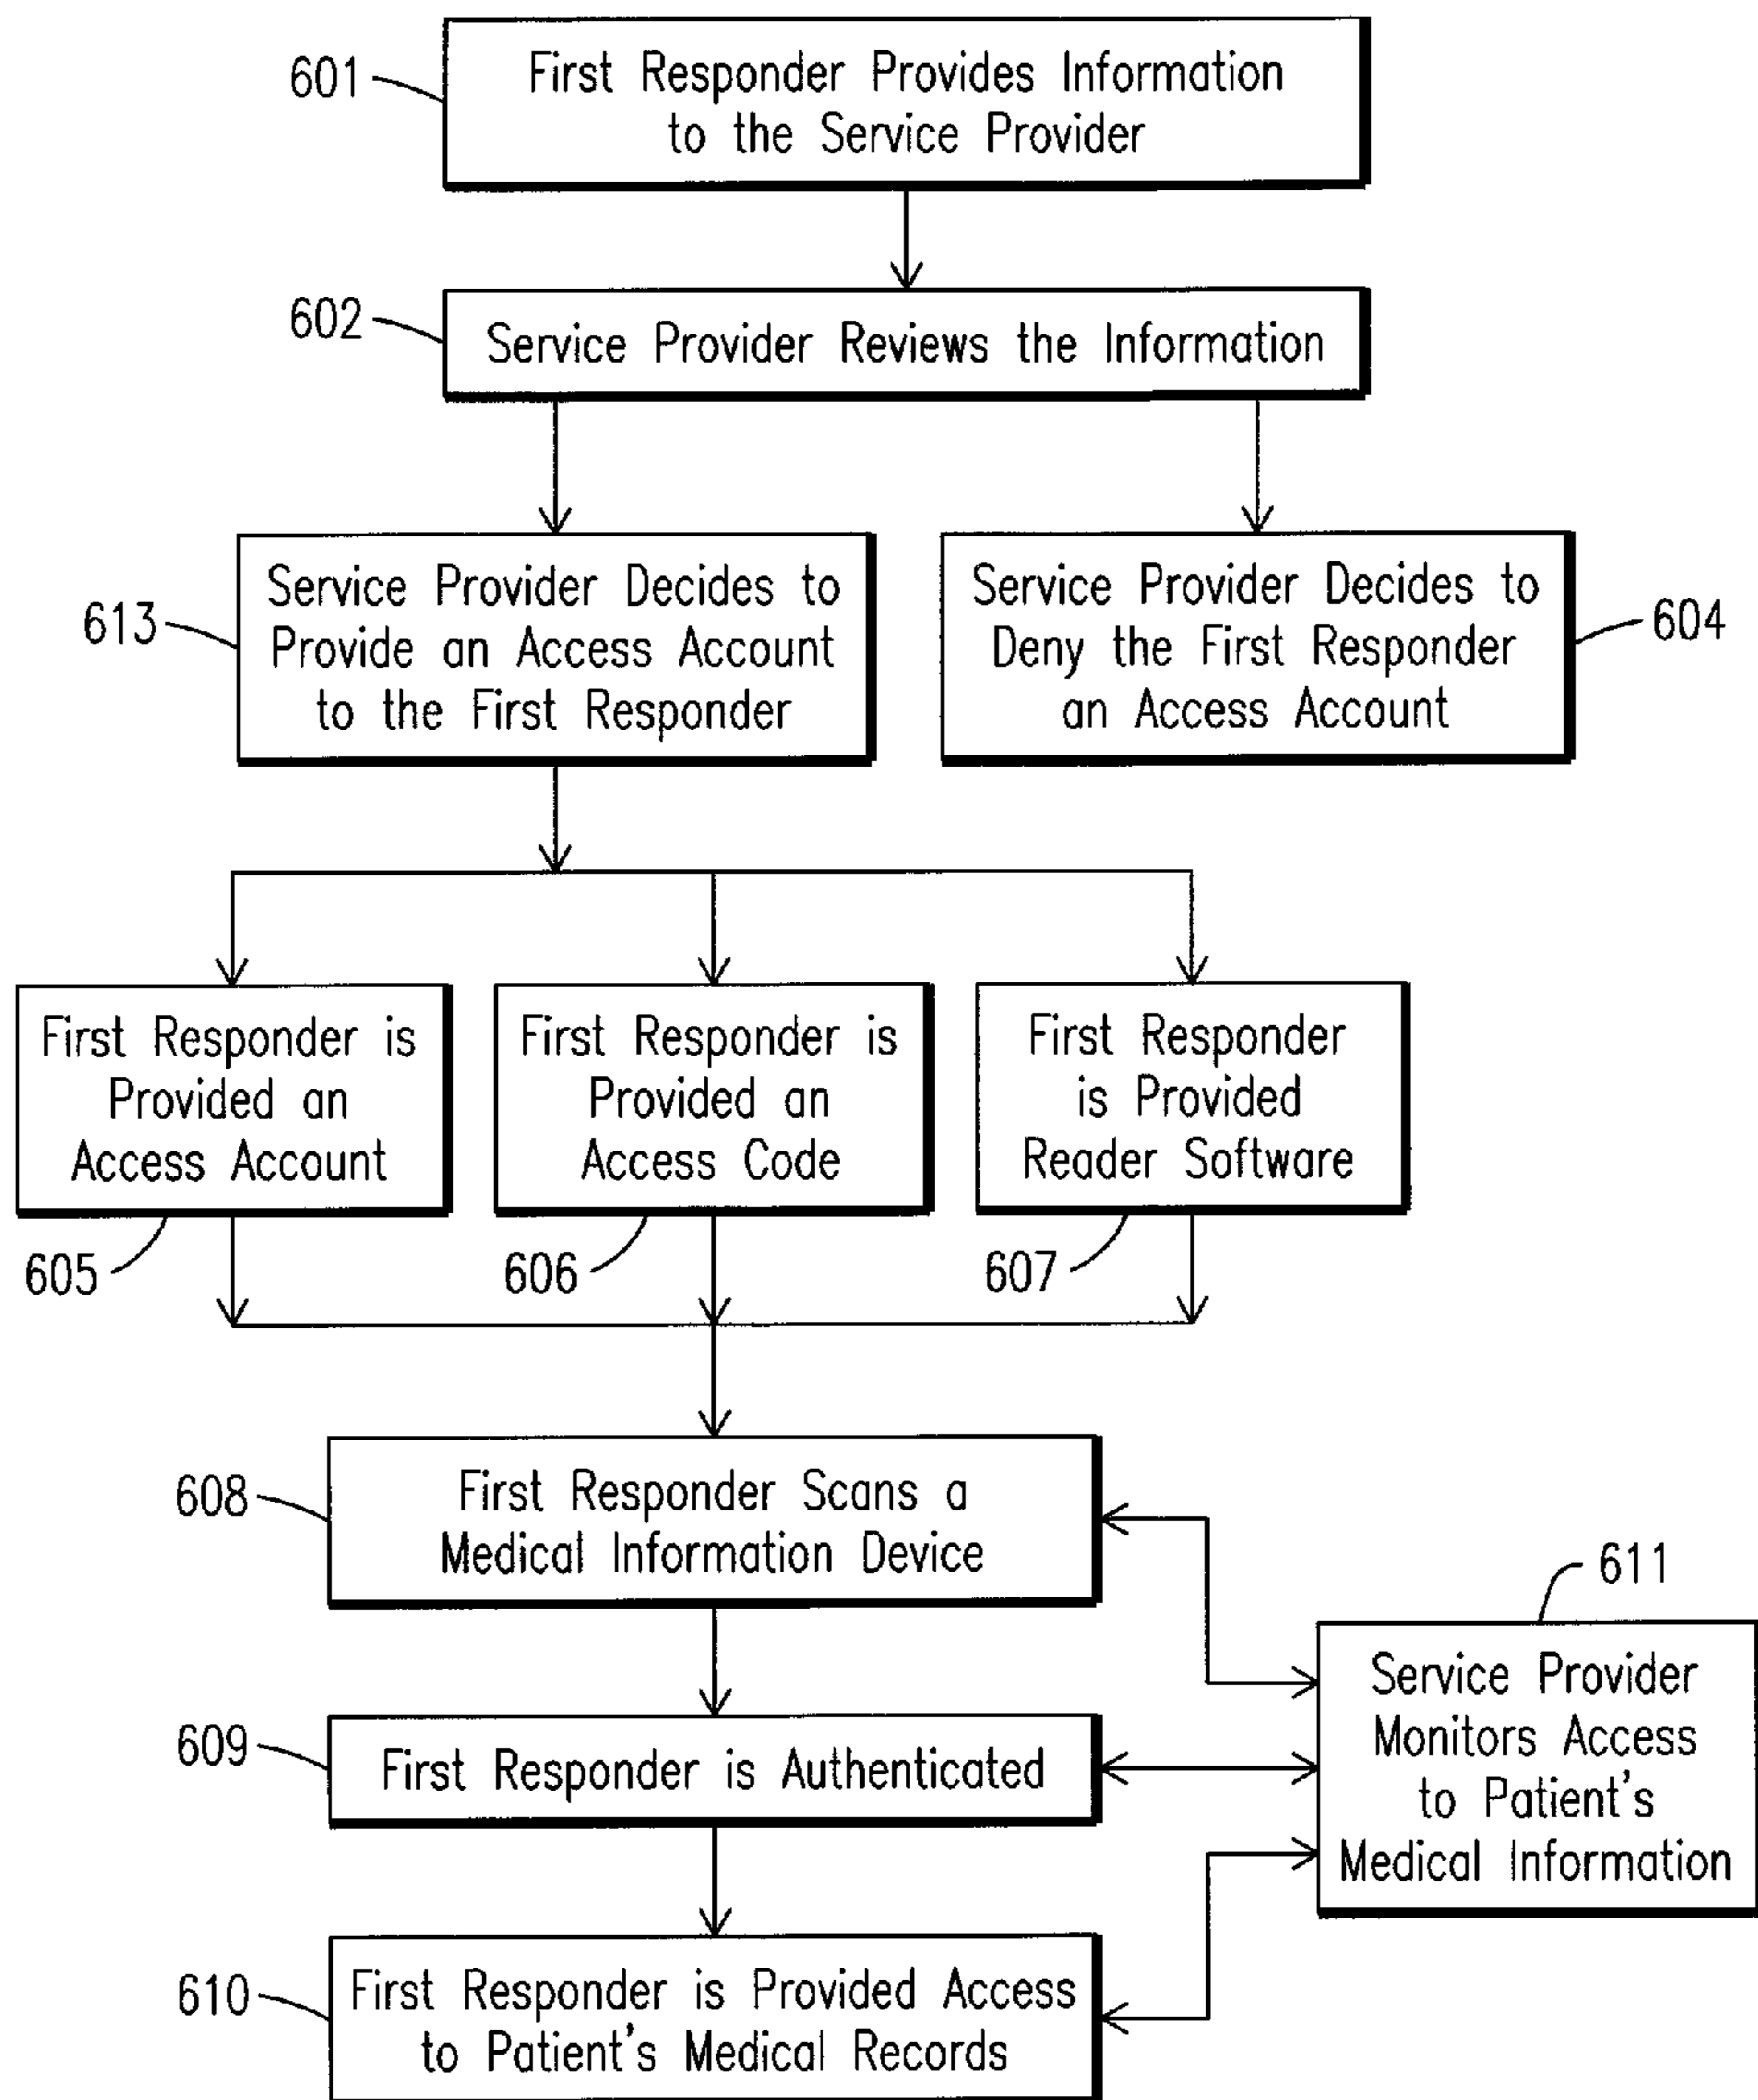 601
First Responder Provides Information
to the Service Provider
602
Service Provider Reviews the Information
613
Service Provider Decides to
Provide an Access Account
to the First Responder
Service Provider Decides to
Deny the First Responder
an Access Account
604
First Responder is
Provided an
Access Account
605
First Responder is
Provided an
Access Code
606
First Responder
is Provided
Reader Software
607
608
First Responder Scans a
Medical Information Device
611
Service Provider
Monitors Access
to Patient's
Medical Information
609
First Responder is Authenticated
610
First Responder is Provided Access
to Patient's Medical Records